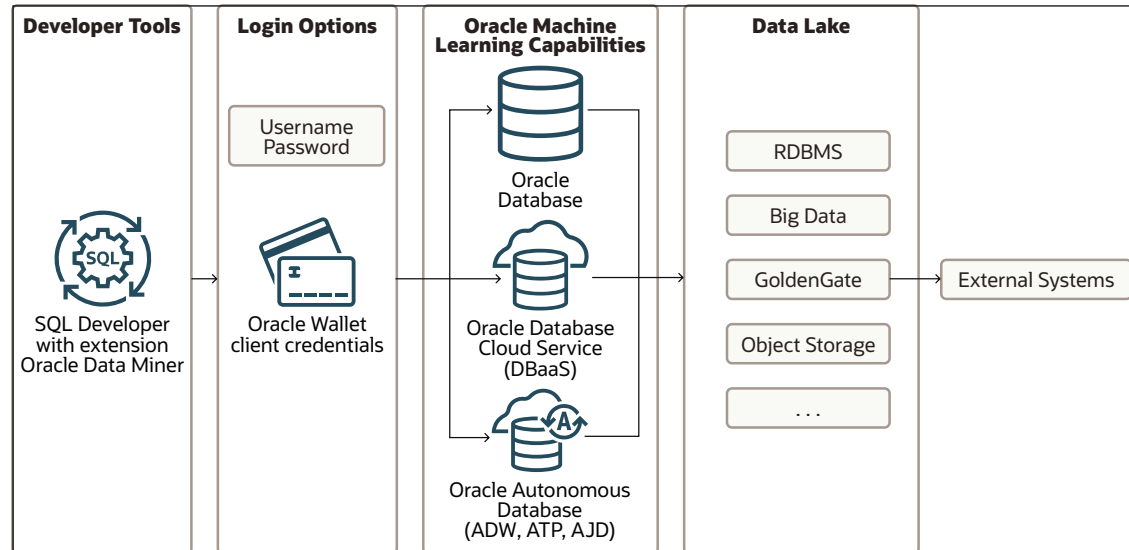 Developer Tools
SQL
SQL Developer
with extension
Oracle Data Miner
Login Options
Username
Password
Oracle Wallet
client credentials
Oracle Machine
Learning Capabilities
Oracle
Database
Oracle Database
Cloud Service
(DBaaS)
A
Oracle Autonomous
Database
(ADW, ATP, AJD)
Data Lake
RDBMS
Big Data
GoldenGate
Object Storage
. . .
External Systems